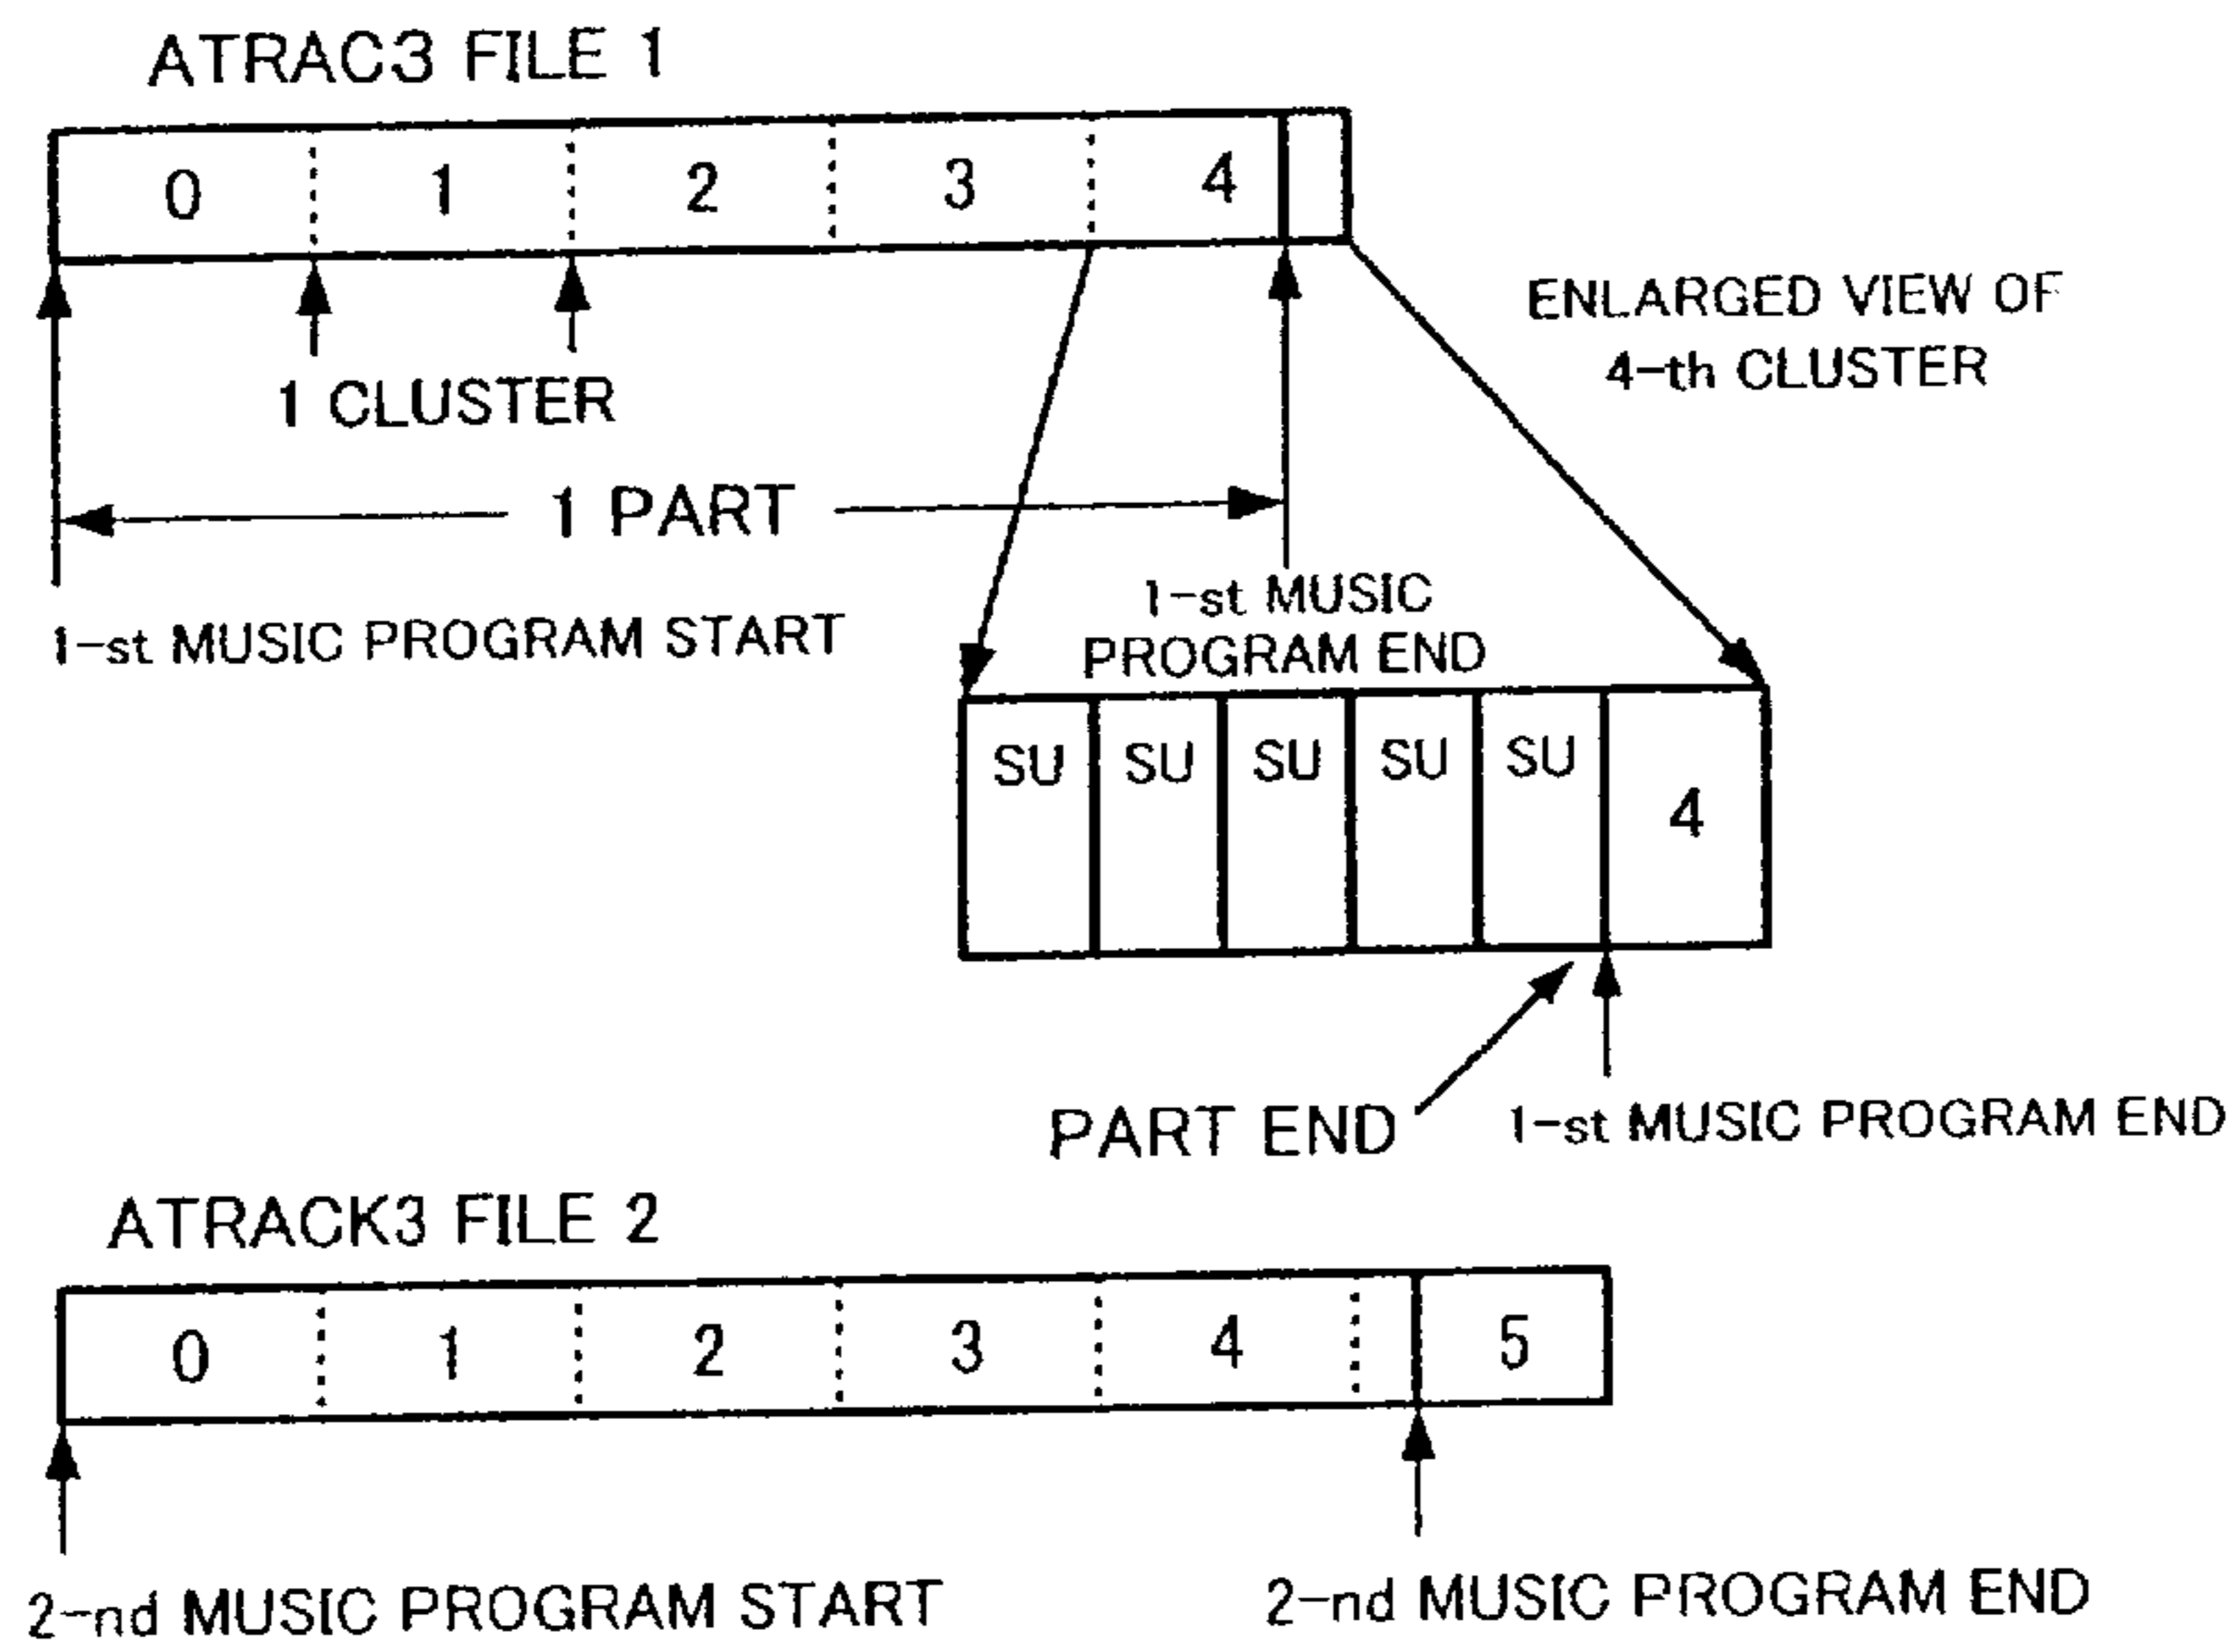 ATRAC3 FILE 1
0 1 2 3 4
ENLARGED VIEW OF
4-th CLUSTER
1 CLUSTER
1 PART
1-st MUSIC
PROGRAM END
1-st MUSIC PROGRAM START
SU SU SU SU SU 4
PART END
1-st MUSIC PROGRAM END
ATRACK3 FILE 2
0 1 2 3 4 5
2-nd MUSIC PROGRAM START
2-nd MUSIC PROGRAM END